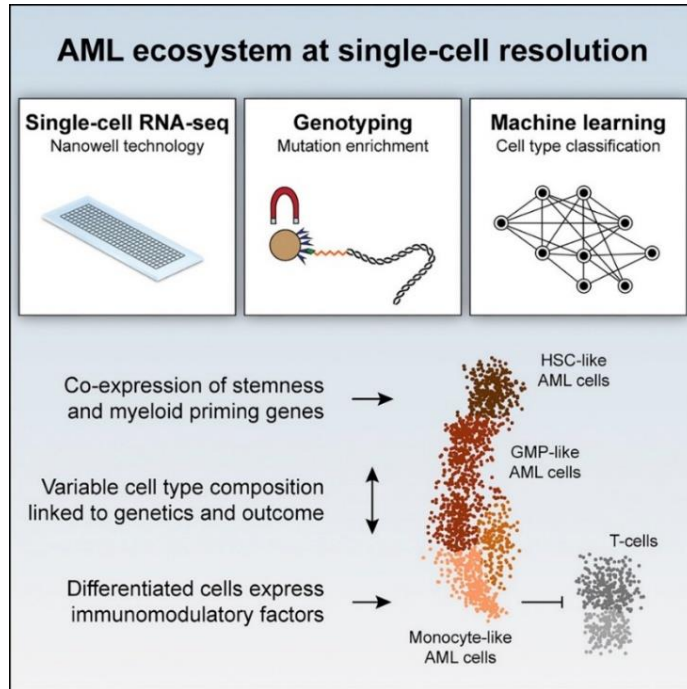 AML ecosystem at single-cell resolution
Single-cell RNA-seq
Nanowell technology
Genotyping
Mutation enrichment
Machine learning
Cell type classification
Co-expression of stemness
and myeloid priming genes
HSC-like
AML cells
GMP-like
AML cells
Variable cell type composition
linked to genetics and outcome
T-cells
Differentiated cells express
immunomodulatory factors
Monocyte-like
AML cells